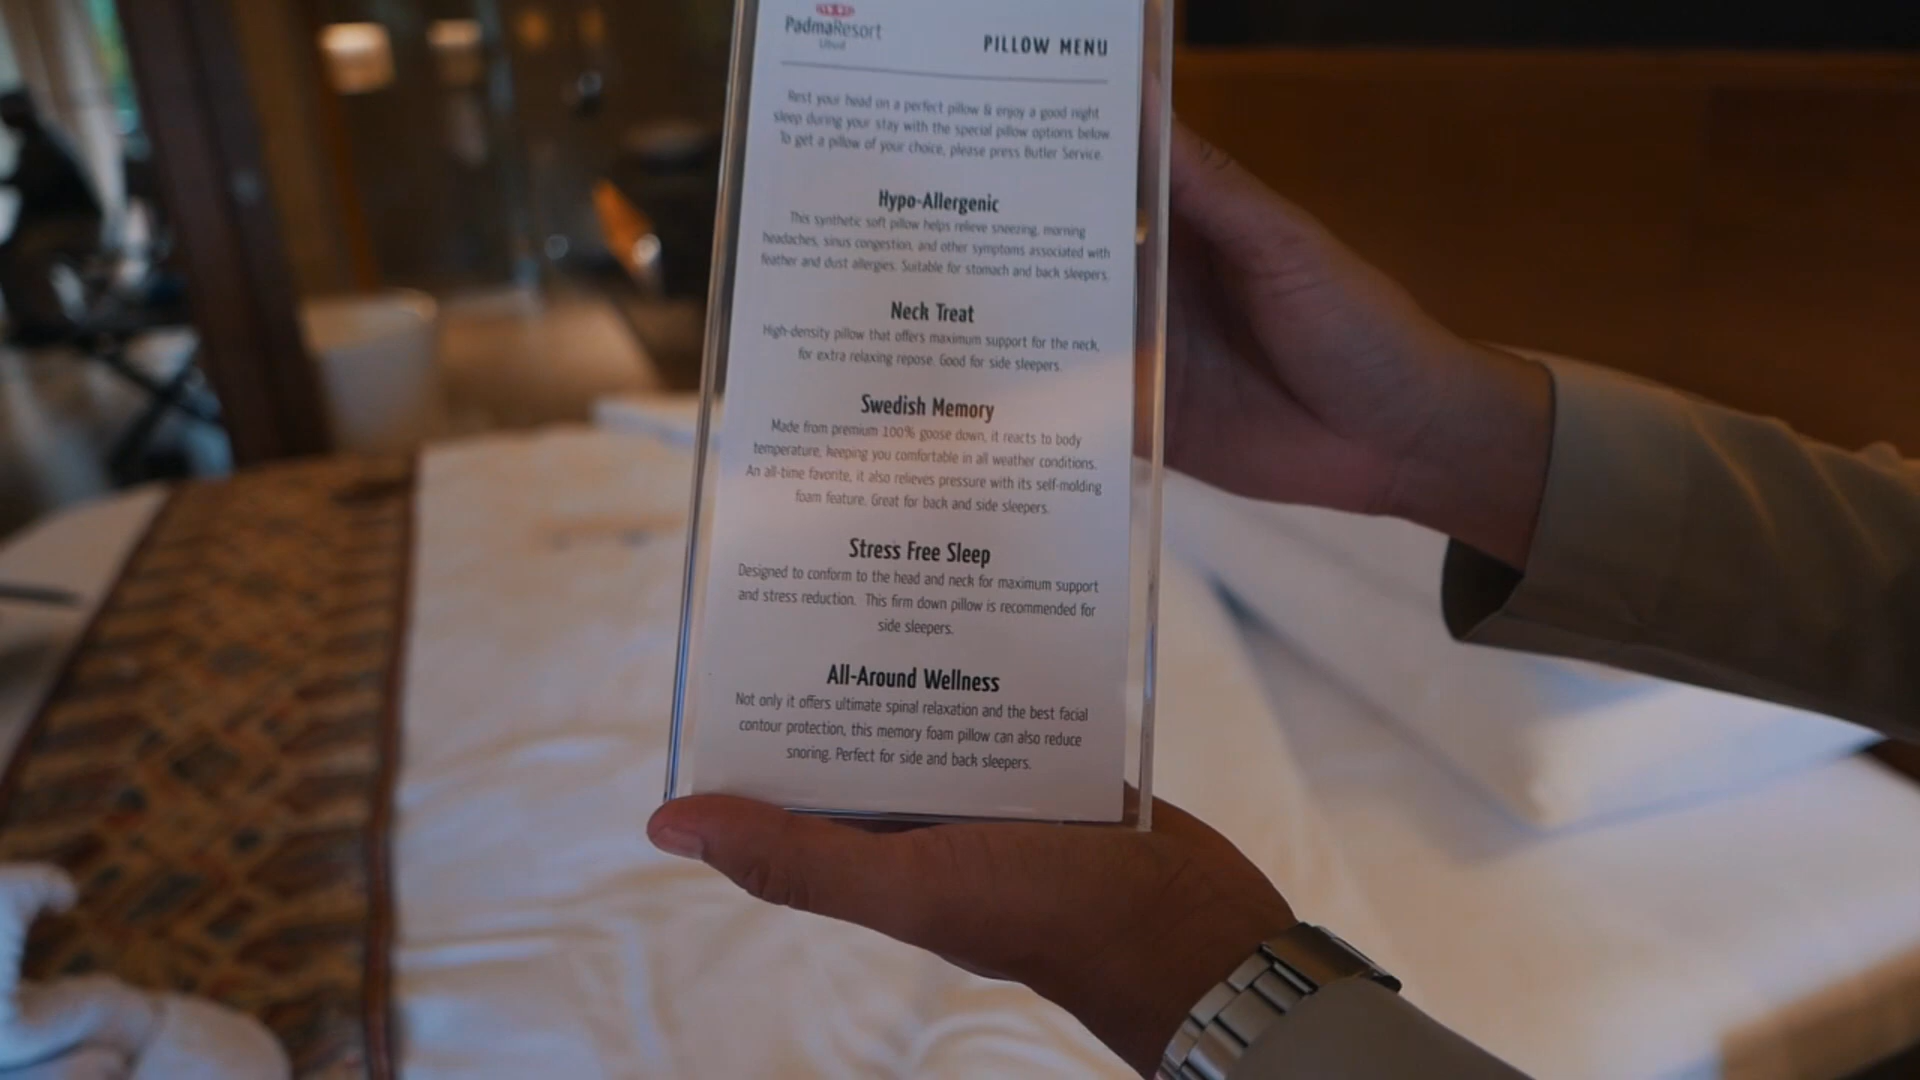 PadmaResort
Ubud
PILLOW MENU
Rest your head on a perfect pillow & enjoy a good night
sleep during your stay with the special pillow options below
To get a pillow of your choice, please press Butler Service.
Hypo-Allergenic
This synthetic soft pillow helps relieve sneezing, morning
headaches, sinus congestion, and other symptoms associated with
feather and dust allergies. Suitable for stomach and back sleepers.
Neck Treat
High-density pillow that offers maximum support for the neck,
for extra relaxing repose. Good for side sleepers.
Swedish Memory
Made from premium 100% goose down, it reacts to body
temperature, keeping you comfortable in all weather conditions.
An all-time favorite, it also relieves pressure with its self-molding
foam feature. Great for back and side sleepers.
Stress Free Sleep
Designed to conform to the head and neck for maximum support
and stress reduction. This firm down pillow is recommended for
side sleepers.
All-Around Wellness
Not only it offers ultimate spinal relaxation and the best facial
contour protection, this memory foam pillow can also reduce
snoring. Perfect for side and back sleepers.